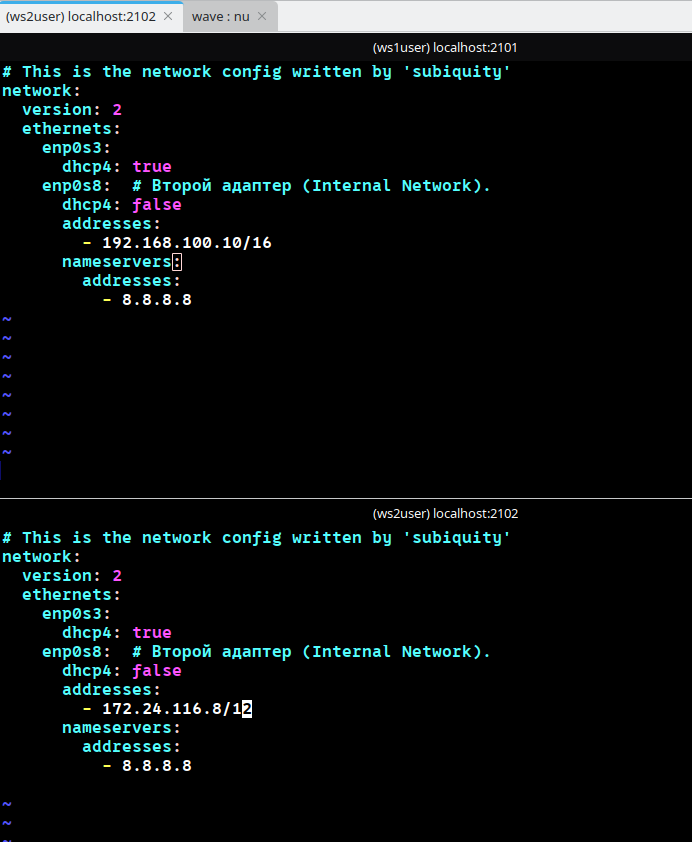 (ws2user) localhost:2102 × wave : nu ×
(ws1user) localhost:2101
# This is the network config written by 'subiquity'
network:
  version: 2
  ethernets:
    enp0s3:
      dhcp4: true
    enp0s8:  # Второй адаптер (Internal Network).
      dhcp4: false
      addresses:
        - 192.168.100.10/16
      nameservers:
        addresses:
          - 8.8.8.8
~
~
~
~
~
~
~
~
(ws2user) localhost:2102
# This is the network config written by 'subiquity'
network:
  version: 2
  ethernets:
    enp0s3:
      dhcp4: true
    enp0s8:  # Второй адаптер (Internal Network).
      dhcp4: false
      addresses:
        - 172.24.116.8/12
      nameservers:
        addresses:
          - 8.8.8.8
~
~
~